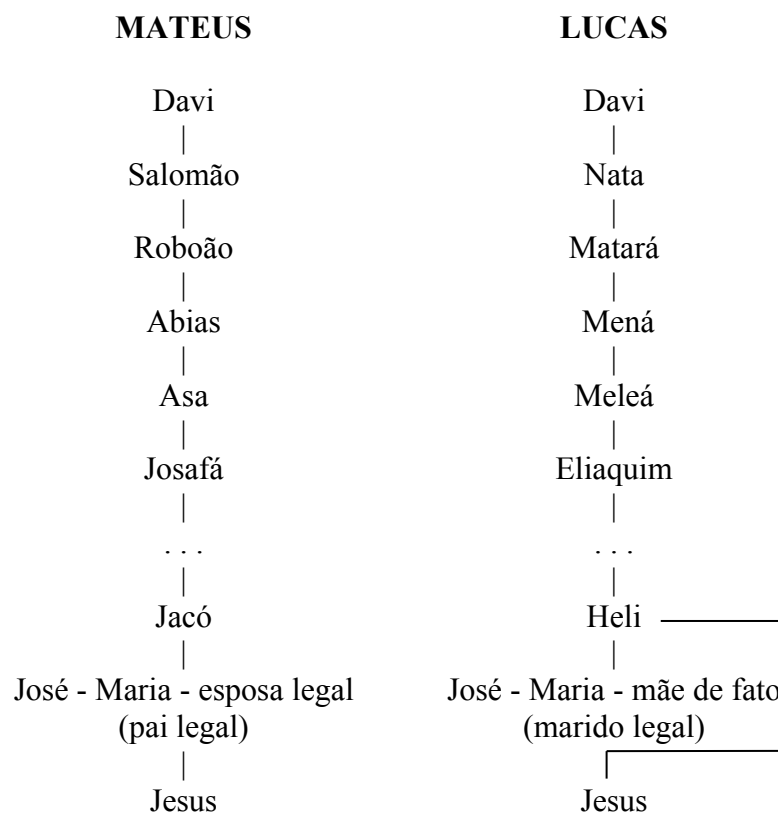 MATEUS
Davi
Salomão
Roboão
Abias
Asa
Josafá
. . .
Jacó
José - Maria - esposa legal
(pai legal)
Jesus
LUCAS
Davi
Nata
Matará
Mená
Meleá
Eliaquim
. . .
Heli
José - Maria - mãe de fato
(marido legal)
Jesus